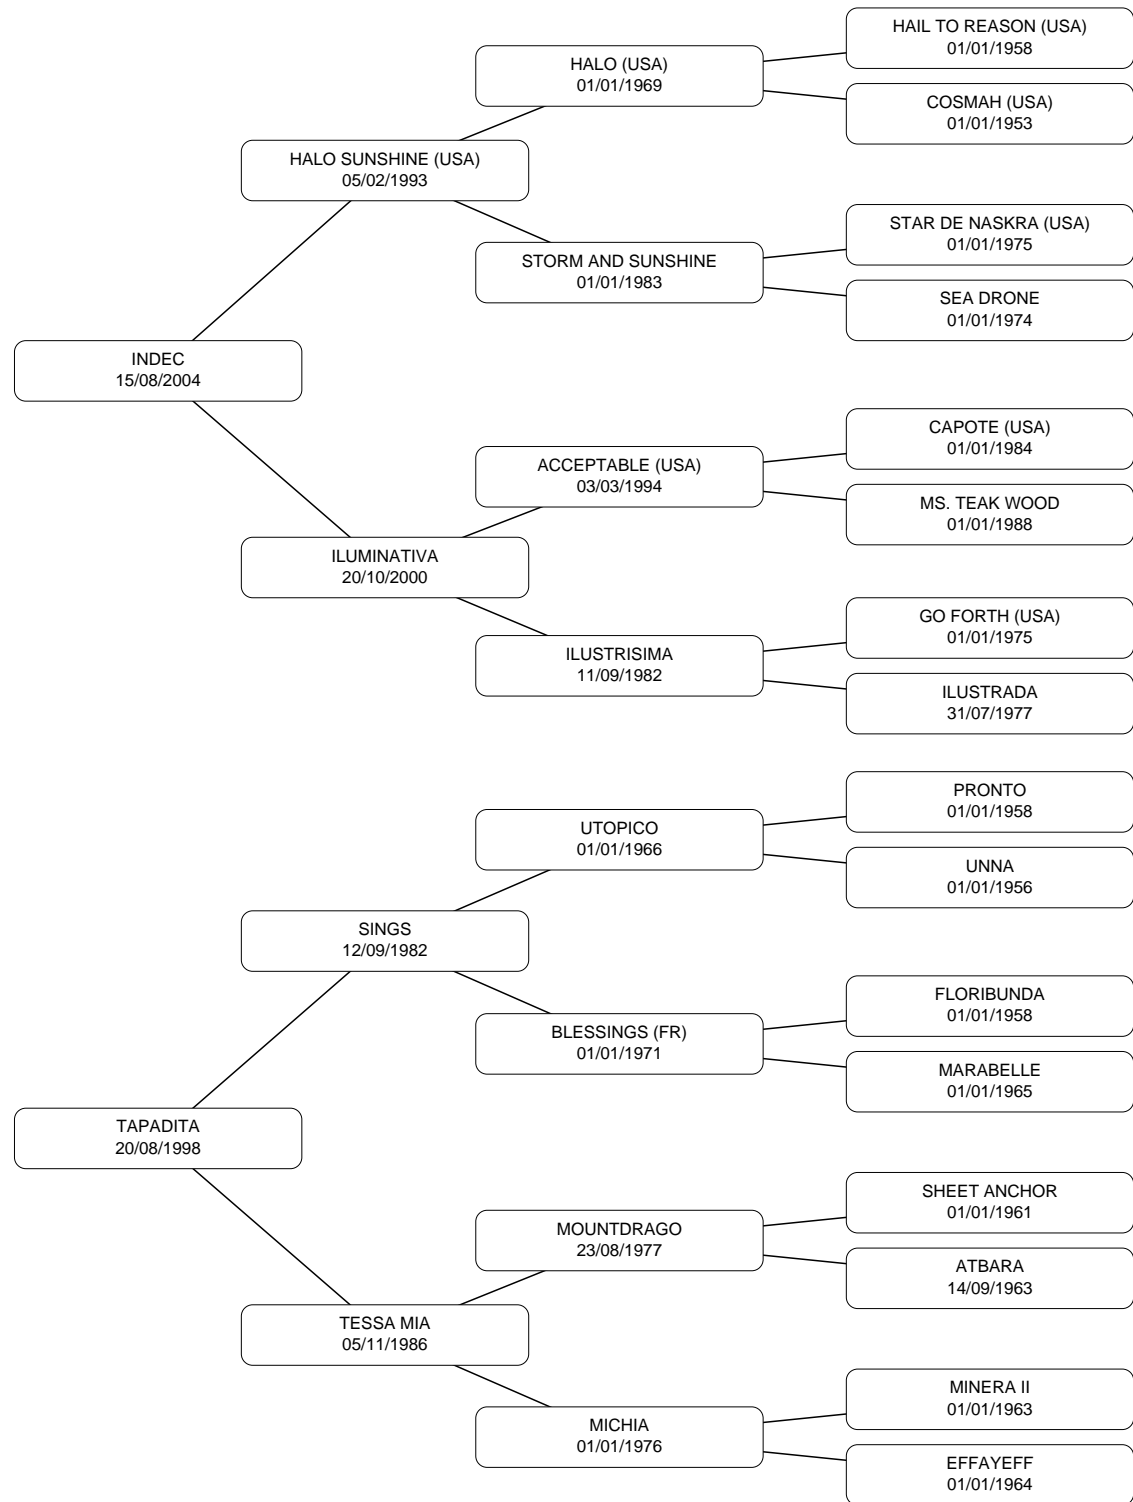 HAIL TO REASON (USA)
01/01/1958
HALO (USA)
01/01/1969
COSMAH (USA)
01/01/1953
HALO SUNSHINE (USA)
05/02/1993
STAR DE NASKRA (USA)
01/01/1975
STORM AND SUNSHINE
01/01/1983
SEA DRONE
01/01/1974
INDEC
15/08/2004
CAPOTE (USA)
01/01/1984
ACCEPTABLE (USA)
03/03/1994
MS. TEAK WOOD
01/01/1988
ILUMINATIVA
20/10/2000
GO FORTH (USA)
01/01/1975
ILUSTRISIMA
11/09/1982
ILUSTRADA
31/07/1977
PRONTO
01/01/1958
UTOPICO
01/01/1966
UNNA
01/01/1956
SINGS
12/09/1982
FLORIBUNDA
01/01/1958
BLESSINGS (FR)
01/01/1971
MARABELLE
01/01/1965
TAPADITA
20/08/1998
SHEET ANCHOR
01/01/1961
MOUNTDRAGO
23/08/1977
ATBARA
14/09/1963
TESSA MIA
05/11/1986
MINERA II
01/01/1963
MICHIA
01/01/1976
EFFAYEFF
01/01/1964